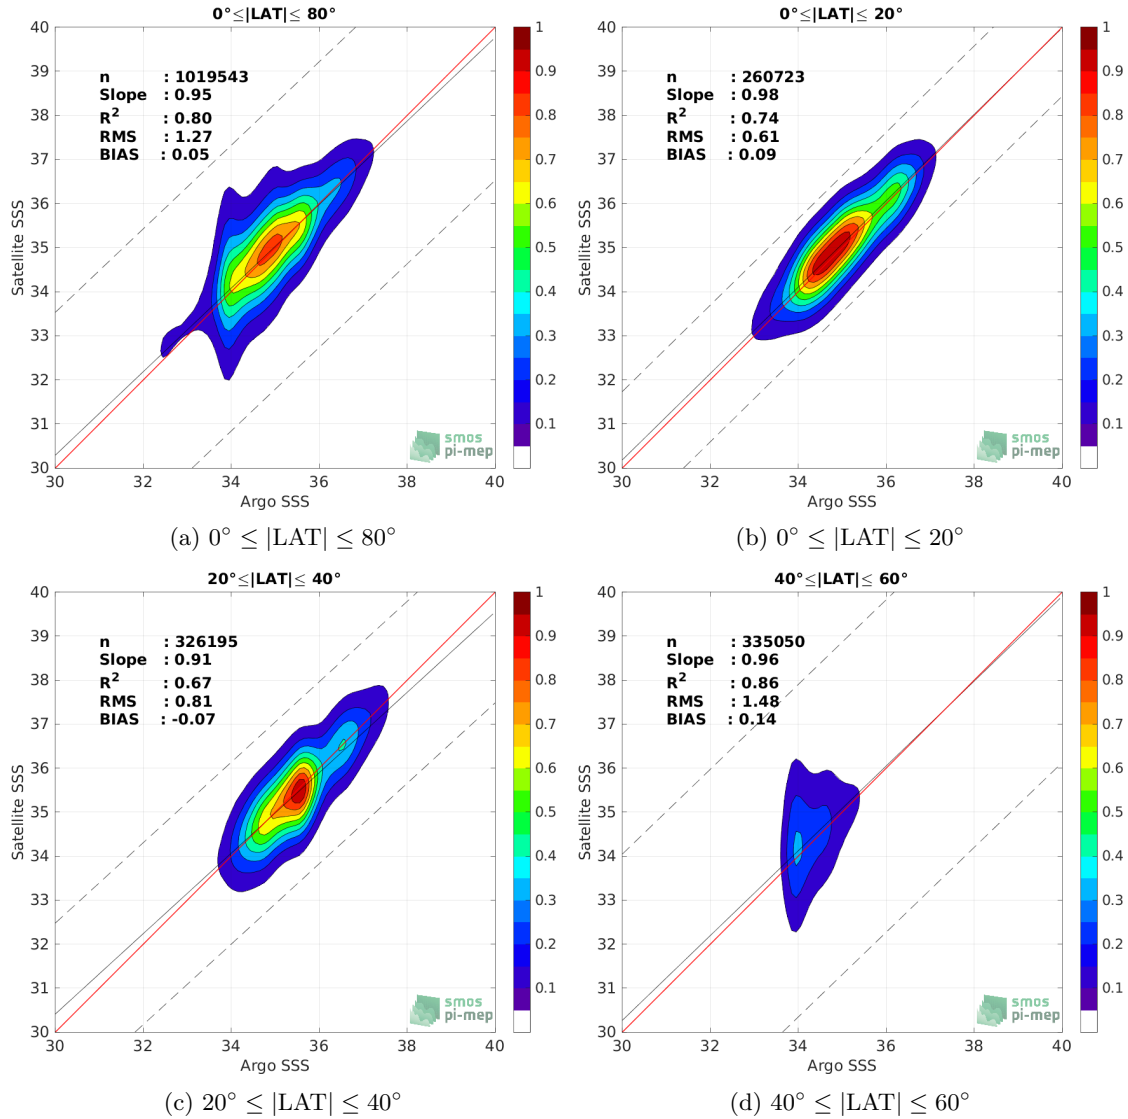 0°≤|LAT|≤ 80°
n : 1019543
Slope : 0.95
R² : 0.80
RMS : 1.27
BIAS : 0.05
40
39
38
37
36
35
34
33
32
31
30
Satellite SSS
30 32 34 36 38 40
Argo SSS
1
0.9
0.8
0.7
0.6
0.5
0.4
0.3
0.2
0.1
smos
pi-mep
(a) 0° ≤ |LAT| ≤ 80°
0°≤|LAT|≤ 20°
n : 260723
Slope : 0.98
R² : 0.74
RMS : 0.61
BIAS : 0.09
40
39
38
37
36
35
34
33
32
31
30
Satellite SSS
30 32 34 36 38 40
Argo SSS
1
0.9
0.8
0.7
0.6
0.5
0.4
0.3
0.2
0.1
smos
pi-mep
(b) 0° ≤ |LAT| ≤ 20°
20°≤|LAT|≤ 40°
n : 326195
Slope : 0.91
R² : 0.67
RMS : 0.81
BIAS : -0.07
40
39
38
37
36
35
34
33
32
31
30
Satellite SSS
30 32 34 36 38 40
Argo SSS
1
0.9
0.8
0.7
0.6
0.5
0.4
0.3
0.2
0.1
smos
pi-mep
(c) 20° ≤ |LAT| ≤ 40°
40°≤|LAT|≤ 60°
n : 335050
Slope : 0.96
R² : 0.86
RMS : 1.48
BIAS : 0.14
40
39
38
37
36
35
34
33
32
31
30
Satellite SSS
30 32 34 36 38 40
Argo SSS
1
0.9
0.8
0.7
0.6
0.5
0.4
0.3
0.2
0.1
smos
pi-mep
(d) 40° ≤ |LAT| ≤ 60°